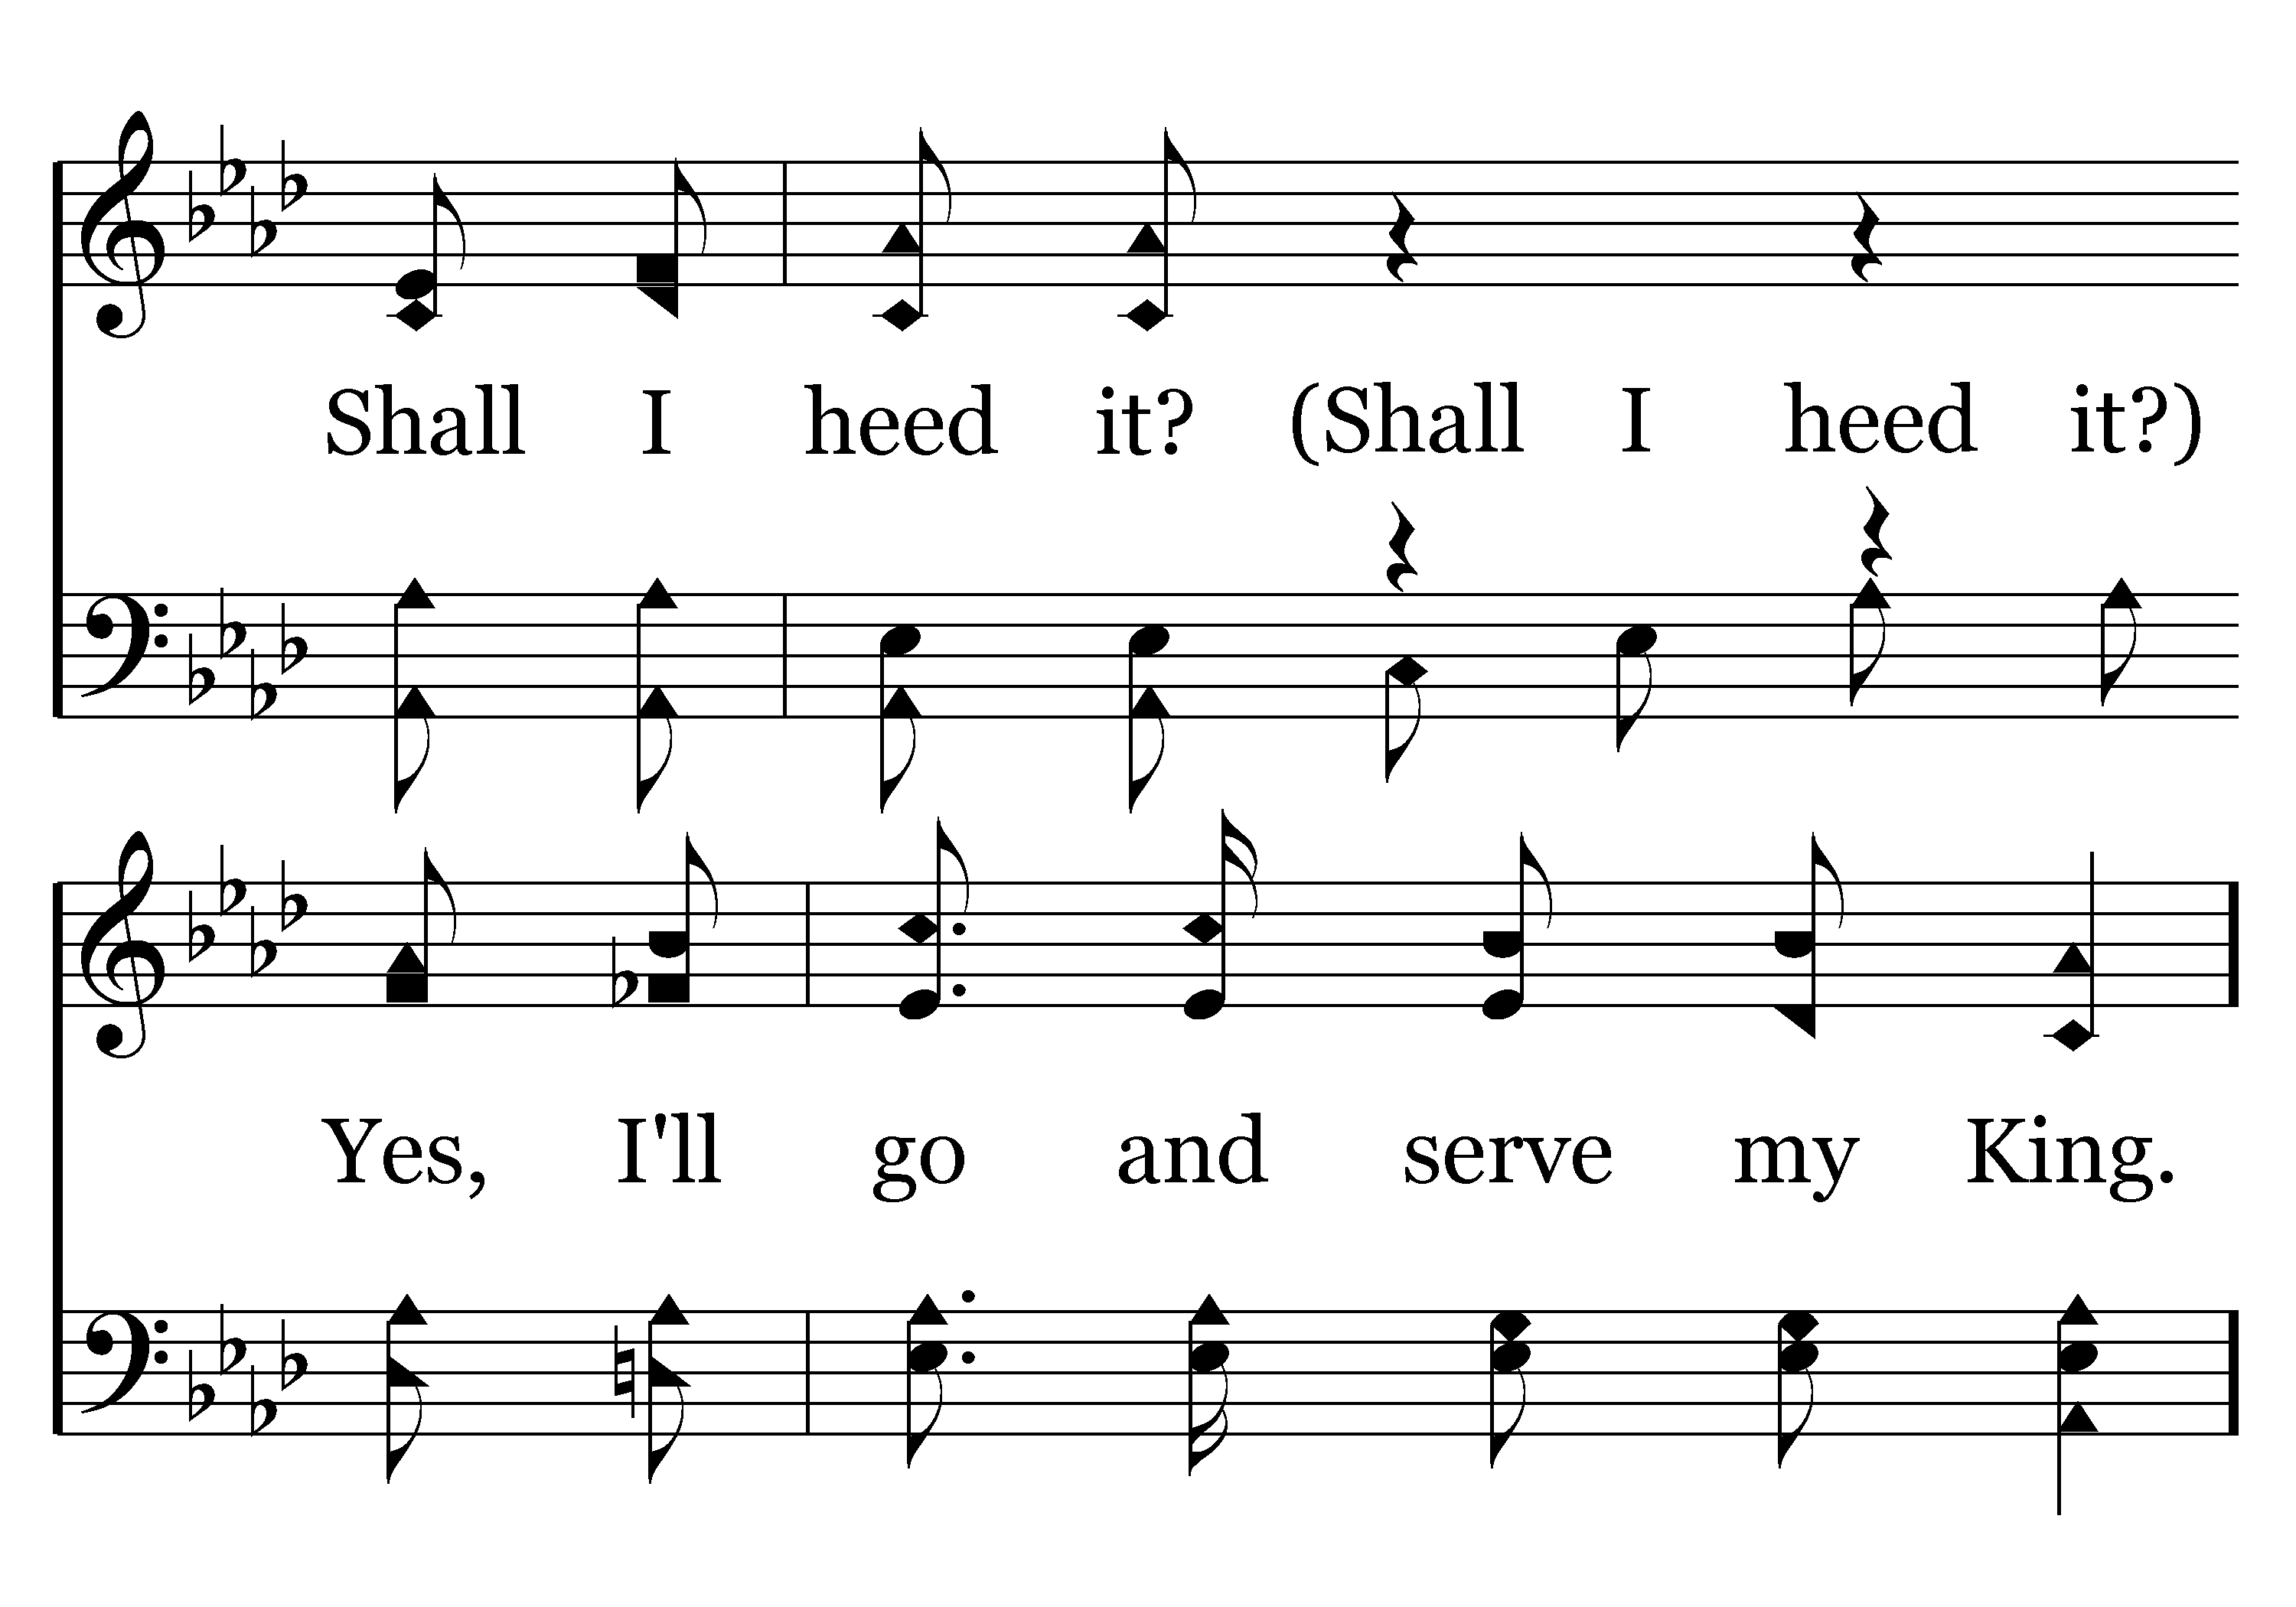 Shall I heed it? (Shall I heed it?)
Yes, I'll go and serve my King.